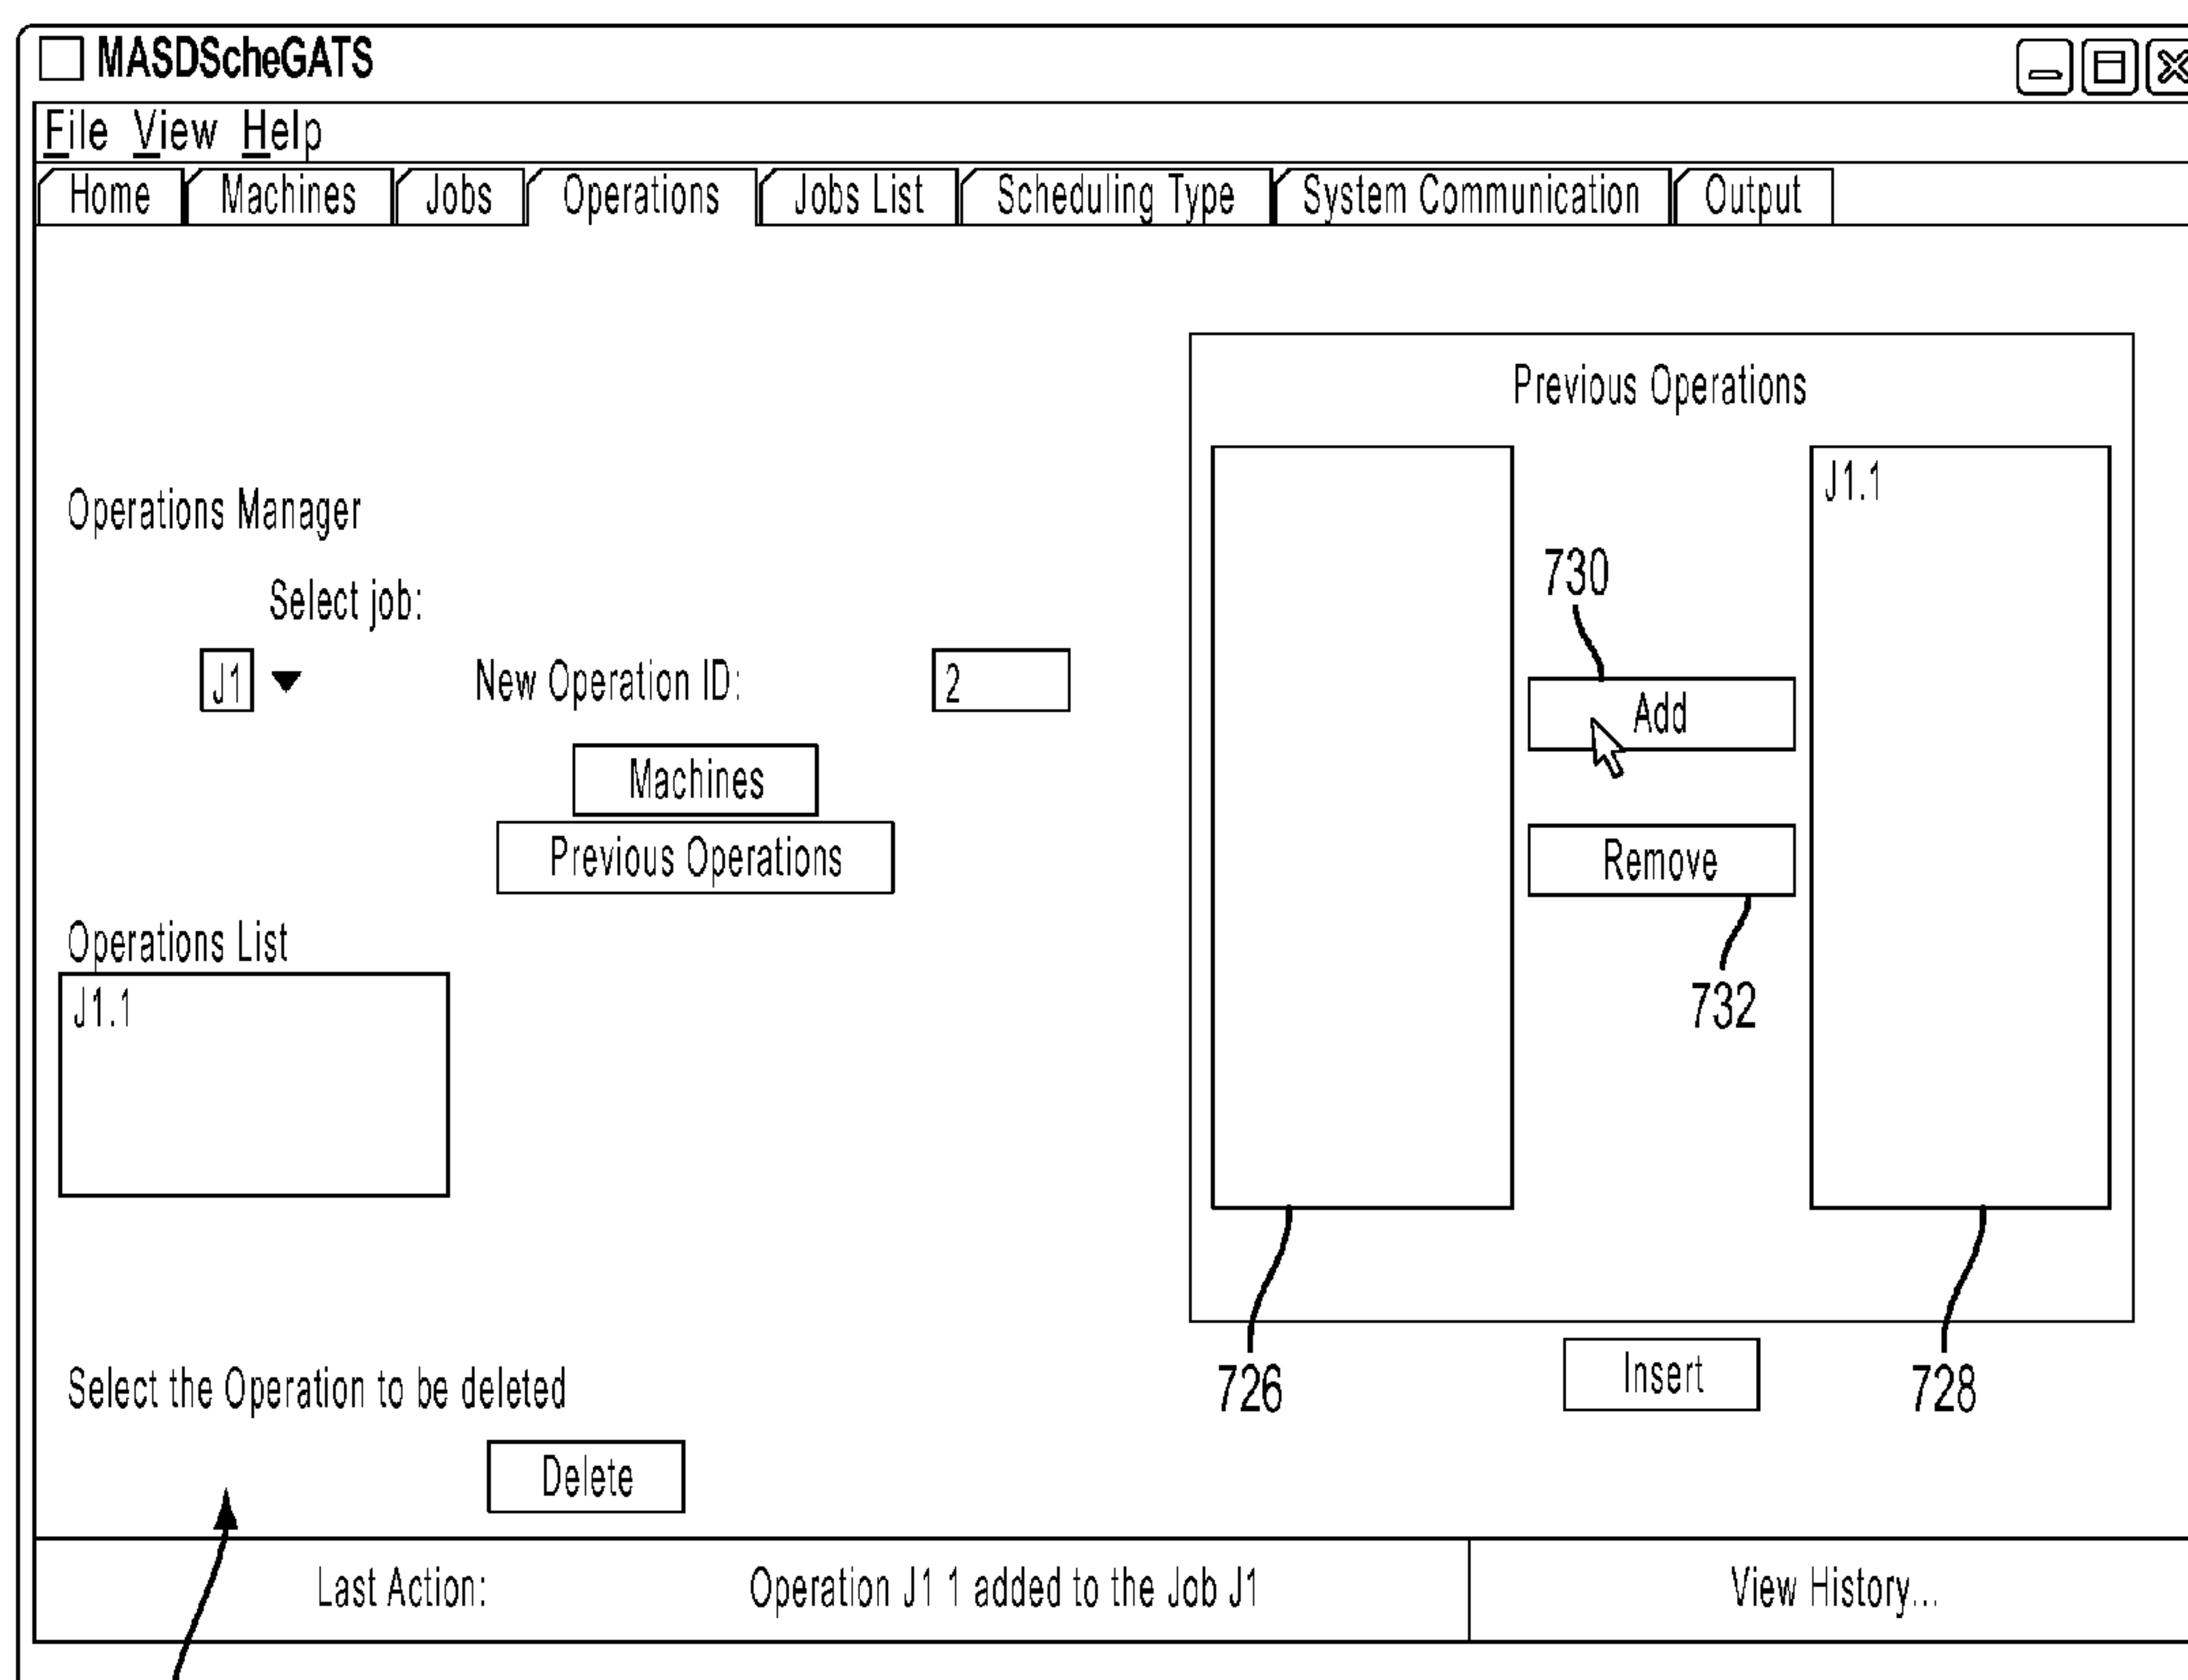 MASDScheGATS
File View Help
Home Machines Jobs Operations Jobs List Scheduling Type System Communication Output
Previous Operations
J1.1
Operations Manager
730
Select job:
J1 New Operation ID: 2
Add
Machines
Previous Operations
Remove
Operations List
J1.1
732
726
Insert
728
Select the Operation to be deleted
Delete
Last Action: Operation J1 1 added to the Job J1 View History...